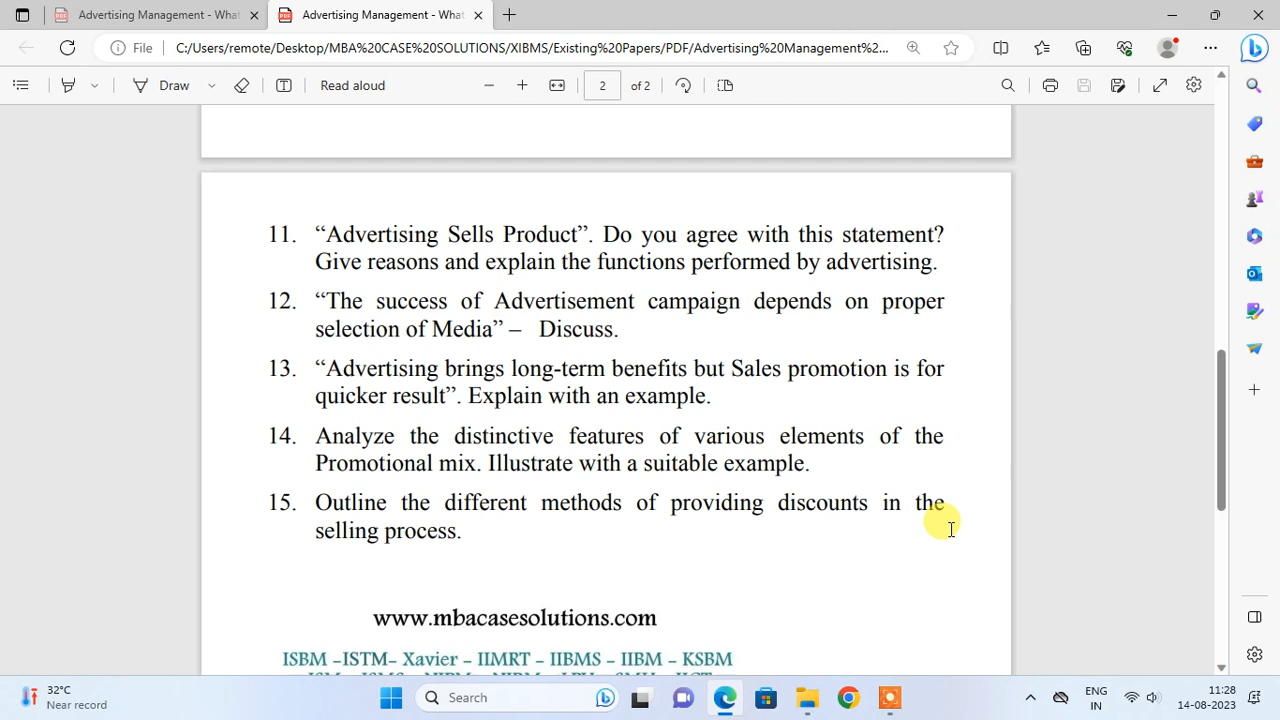 Advertising Management - What
Advertising Management - What
File
C:/Users/remote/Desktop/MBA%20CASE%20SOLUTIONS/XIBMS/Existing%20Papers/PDF/Advertising%20Management%2...
Draw
Read aloud
2
of 2
11. “Advertising Sells Product”. Do you agree with this statement?
Give reasons and explain the functions performed by advertising.
12. “The success of Advertisement campaign depends on proper
selection of Media” – Discuss.
13. “Advertising brings long-term benefits but Sales promotion is for
quicker result”. Explain with an example.
14. Analyze the distinctive features of various elements of the
Promotional mix. Illustrate with a suitable example.
15. Outline the different methods of providing discounts in the
selling process.
www.mbacasesolutions.com
ISBM –ISTM– Xavier – IIMRT – IIBMS – IIBM – KSBM
32°C
Near record
Search
ENG
IN
11:28
14-08-2023